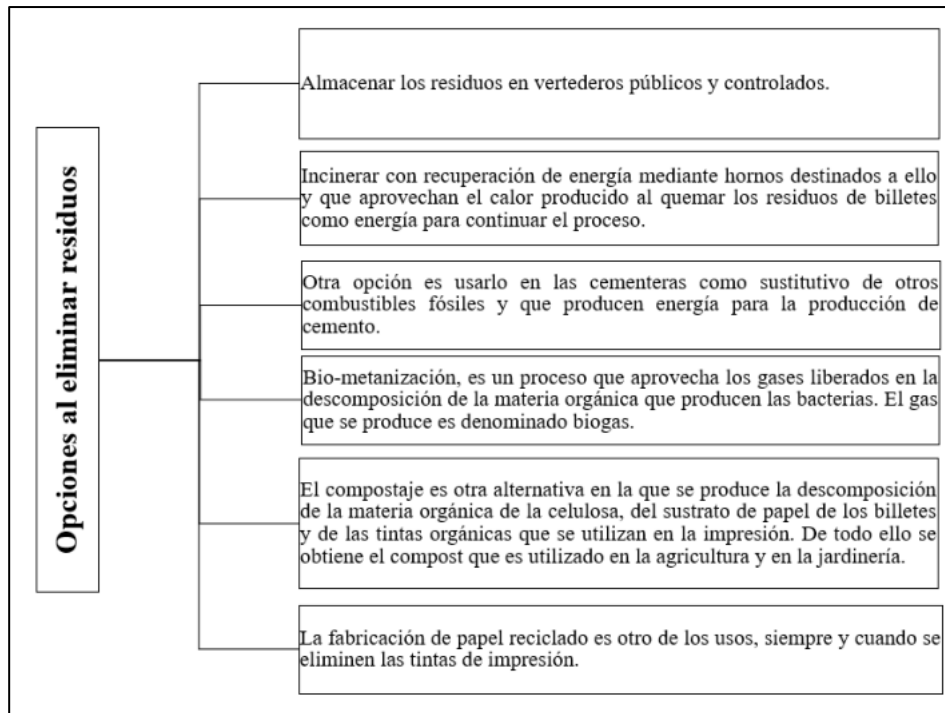 Opciones al eliminar residuos
Almacenar los residuos en vertederos públicos y controlados.
Incinerar con recuperación de energía mediante hornos destinados a ello
y que aprovechan el calor producido al quemar los residuos de billetes
como energía para continuar el proceso.
Otra opción es usarlo en las cementeras como sustitutivo de otros
combustibles fósiles y que producen energía para la producción de
cemento.
Bio-metanización, es un proceso que aprovecha los gases liberados en la
descomposición de la materia orgánica que producen las bacterias. El gas
que se produce es denominado biogas.
El compostaje es otra alternativa en la que se produce la descomposición
de la materia orgánica de la celulosa, del sustrato de papel de los billetes
y de las tintas orgánicas que se utilizan en la impresión. De todo ello se
obtiene el compost que es utilizado en la agricultura y en la jardinería.
La fabricación de papel reciclado es otro de los usos, siempre y cuando se
eliminen las tintas de impresión.